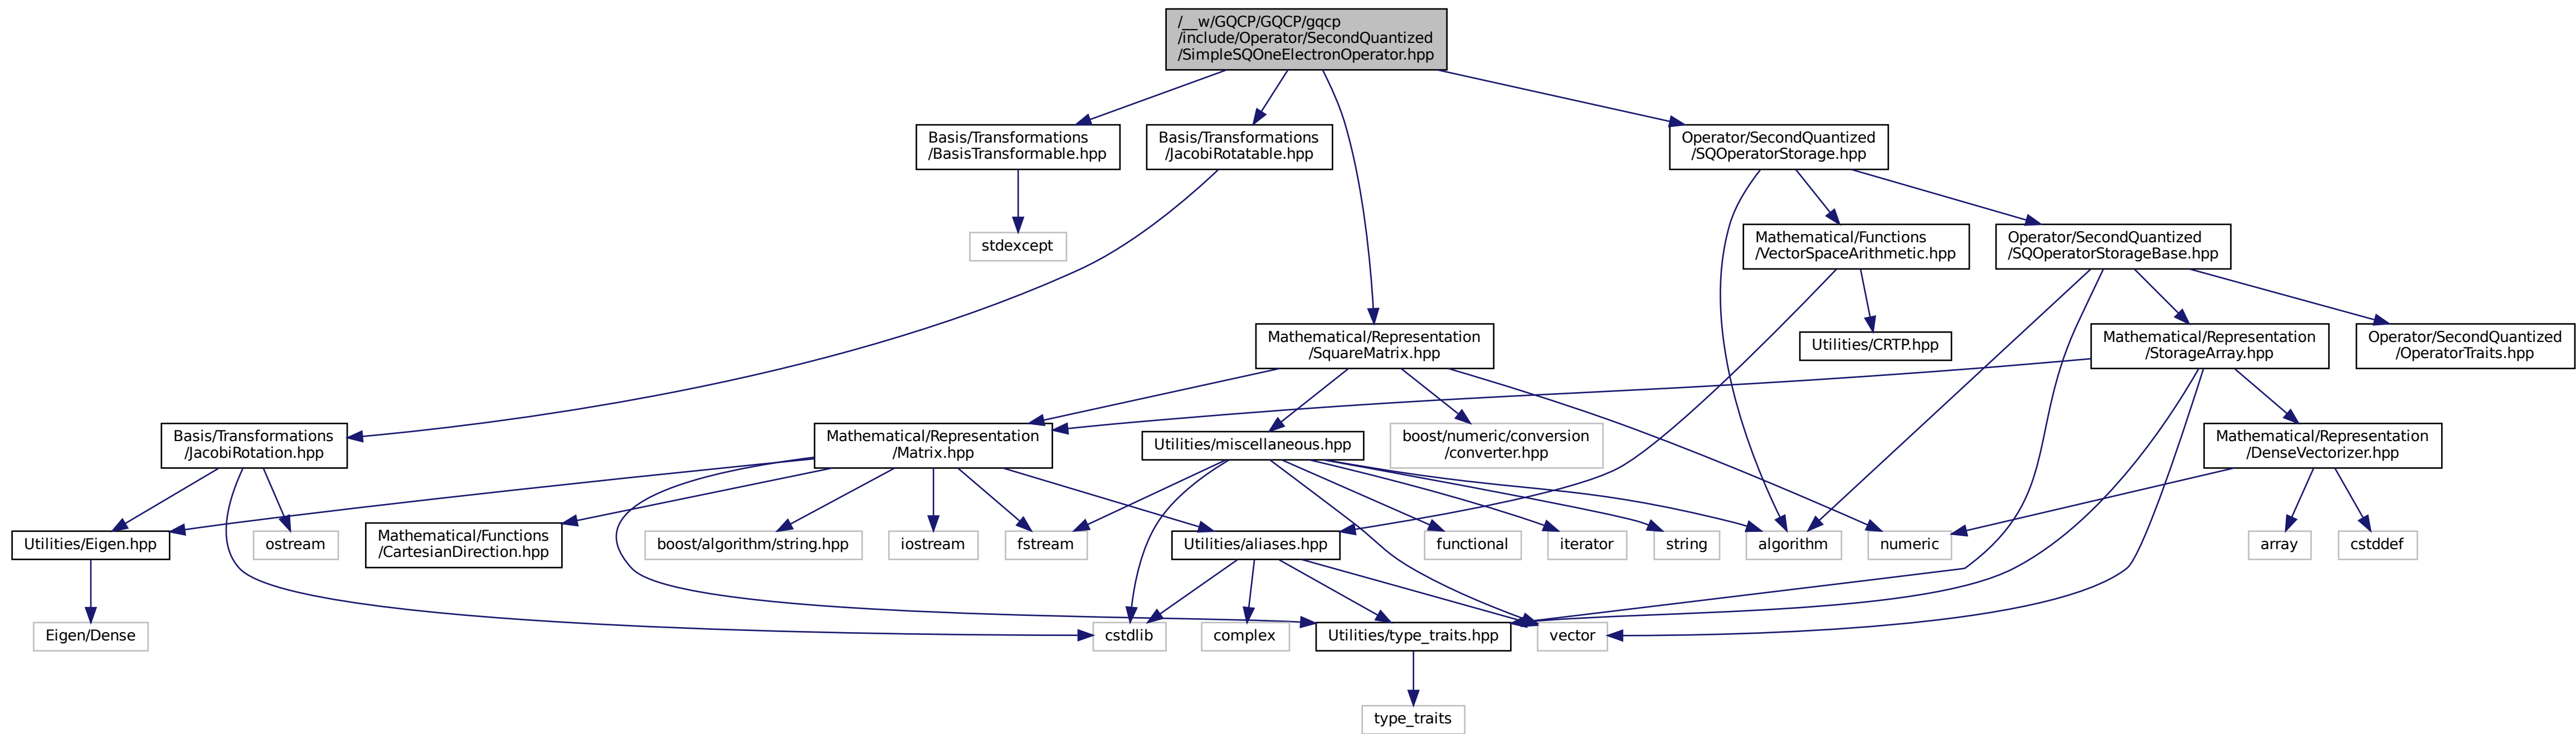 /__w/GQCP/GQCP/gqcp
/include/Operator/SecondQuantized
/SimpleSQOneElectronOperator.hpp
Basis/Transformations
/BasisTransformable.hpp
Basis/Transformations
/JacobiRotatable.hpp
Operator/SecondQuantized
/SQOperatorStorage.hpp
stdexcept
Mathematical/Functions
/VectorSpaceArithmetic.hpp
Operator/SecondQuantized
/SQOperatorStorageBase.hpp
Mathematical/Representation
/SquareMatrix.hpp
Utilities/CRTP.hpp
Mathematical/Representation
/StorageArray.hpp
Operator/SecondQuantized
/OperatorTraits.hpp
Basis/Transformations
/JacobiRotation.hpp
Mathematical/Representation
/Matrix.hpp
Utilities/miscellaneous.hpp
boost/numeric/conversion
/converter.hpp
Mathematical/Representation
/DenseVectorizer.hpp
Utilities/Eigen.hpp
ostream
Mathematical/Functions
/CartesianDirection.hpp
boost/algorithm/string.hpp
iostream
fstream
Utilities/aliases.hpp
functional
iterator
string
algorithm
numeric
array
cstddef
Eigen/Dense
cstdlib
complex
Utilities/type_traits.hpp
vector
type_traits